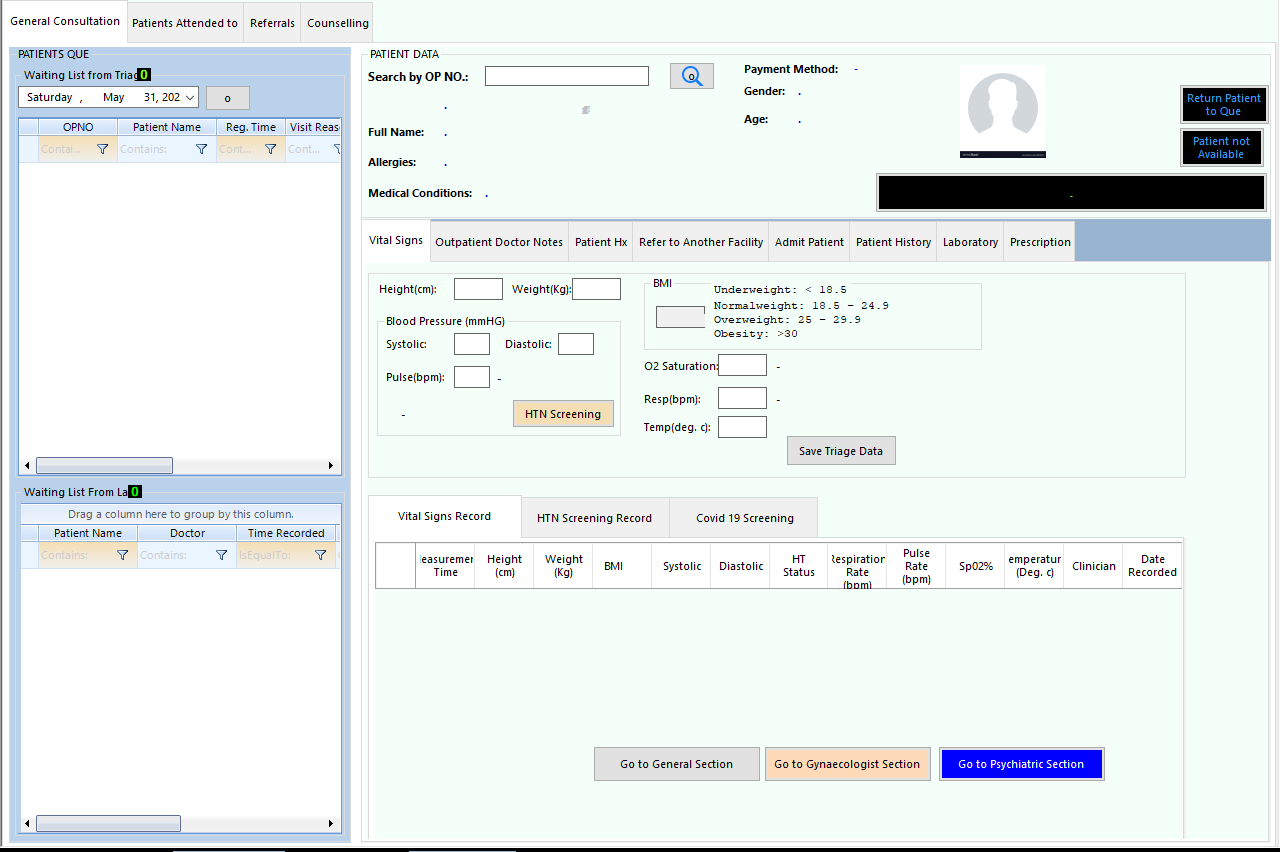 General Consultation
Patients Attended to
Referrals
Counselling
PATIENTS QUE
Waiting List from Triag 0
Saturday , May 31, 202
o
OPNO
Patient Name
Reg. Time
Visit Reas
Contai...
Contains:
Cont...
Cont...
Waiting List From La 0
Drag a column here to group by this column.
Patient Name
Doctor
Time Recorded
Contains:
Contains:
IsEqualTo:
PATIENT DATA
Search by OP NO.:
o
.
Full Name: .
Allergies: .
Medical Conditions: .
Payment Method: -
Gender: .
Age: .
Return Patient
to Que
Patient not
Available
-
Vital Signs
Outpatient Doctor Notes
Patient Hx
Refer to Another Facility
Admit Patient
Patient History
Laboratory
Prescription
Height(cm):
Weight(Kg):
Blood Pressure (mmHG)
Systolic:
Diastolic:
Pulse(bpm): -
-
HTN Screening
BMI
Underweight: < 18.5
Normalweight: 18.5 - 24.9
Overweight: 25 - 29.9
Obesity: >30
O2 Saturation: -
Resp(bpm): -
Temp(deg. c):
Save Triage Data
Vital Signs Record
HTN Screening Record
Covid 19 Screening
leasuremer
Time
Height
(cm)
Weight
(Kg)
BMI
Systolic
Diastolic
HT
Status
Respiration
Rate
(bpm)
Pulse
Rate
(bpm)
Sp02%
emperatur
(Deg. c)
Clinician
Date
Recorded
Go to General Section
Go to Gynaecologist Section
Go to Psychiatric Section